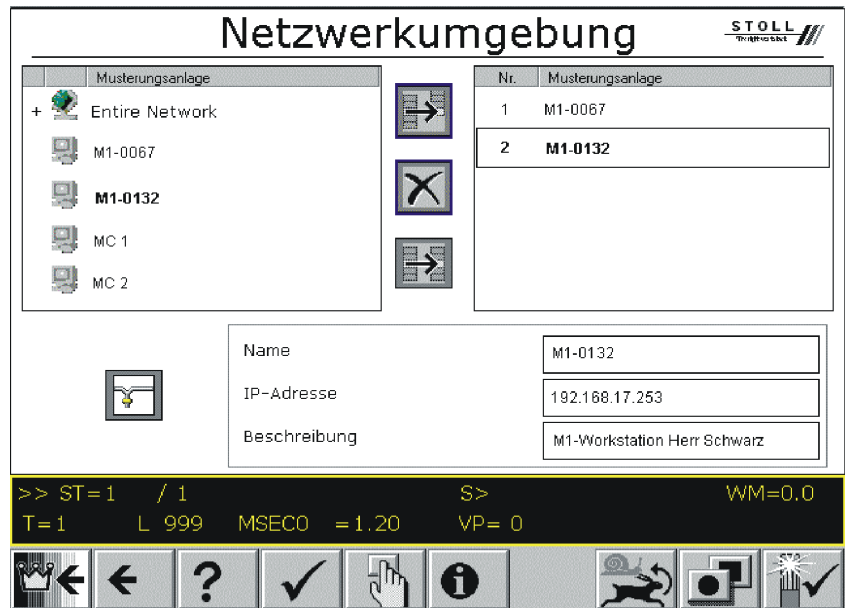 Netzwerkumgebung
STOLL
Musterungsanlage
+ Entire Network
M1-0067
M1-0132
MC 1
MC 2
Nr. Musterungsanlage
1 M1-0067
2 M1-0132
Name M1-0132
IP-Adresse 192.168.17.253
Beschreibung M1-Workstation Herr Schwarz
>> ST=1 / 1 S> WM=0.0
T=1 L 999 MSEC0 =1.20 VP= 0
?
i